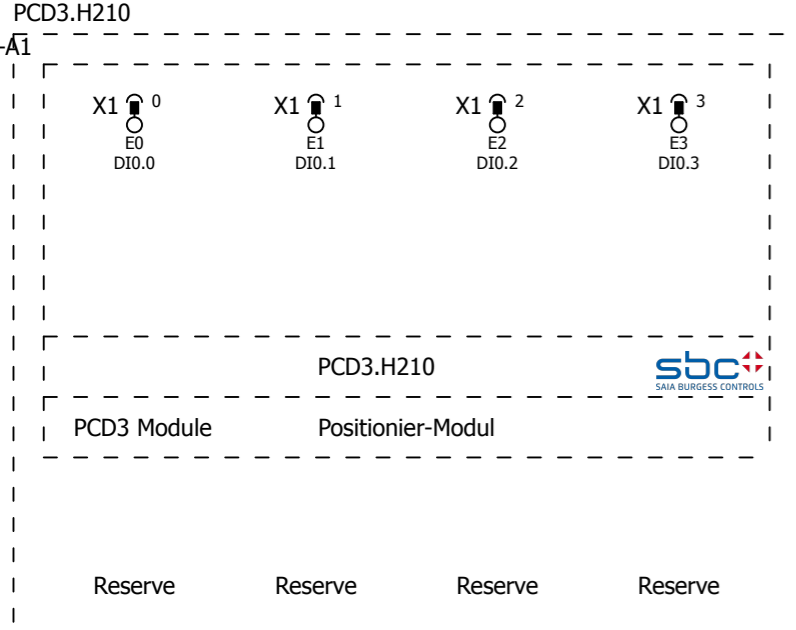 PCD3.H210
-A1
X1 0 X1 1 X1 2 X1 3
E0 E1 E2 E3
DI0.0 DI0.1 DI0.2 DI0.3
PCD3.H210 sbc
SAIA BURGESS CONTROLS
PCD3 Module Positionier-Modul
Reserve Reserve Reserve Reserve